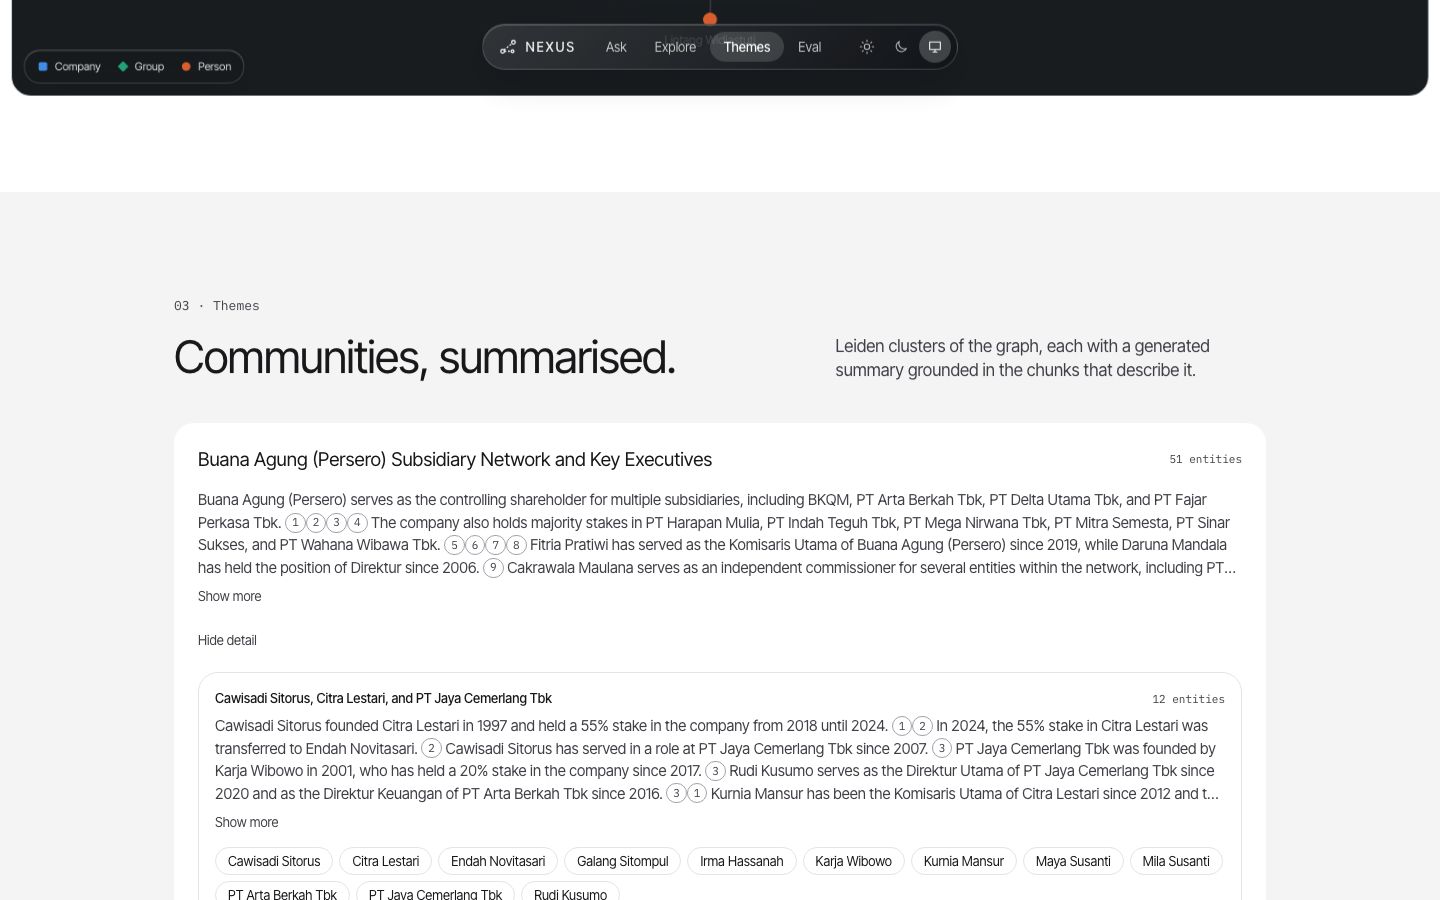 NEXUS Ask Explore Themes Eval
Company Group Person
03 · Themes
Communities, summarised.
Leiden clusters of the graph, each with a generated
summary grounded in the chunks that describe it.
Buana Agung (Persero) Subsidiary Network and Key Executives
51 entities
Buana Agung (Persero) serves as the controlling shareholder for multiple subsidiaries, including BKQM, PT Arta Berkah Tbk, PT Delta Utama Tbk, and PT Fajar
Perkasa Tbk. 1 2 3 4 The company also holds majority stakes in PT Harapan Mulia, PT Indah Teguh Tbk, PT Mega Nirwana Tbk, PT Mitra Semesta, PT Sinar
Sukses, and PT Wahana Wibawa Tbk. 5 6 7 8 Fitria Pratiwi has served as the Komisaris Utama of Buana Agung (Persero) since 2019, while Daruna Mandala
has held the position of Direktur since 2006. 9 Cakrawala Maulana serves as an independent commissioner for several entities within the network, including PT…
Show more
Hide detail
Cawisadi Sitorus, Citra Lestari, and PT Jaya Cemerlang Tbk
12 entities
Cawisadi Sitorus founded Citra Lestari in 1997 and held a 55% stake in the company from 2018 until 2024. 1 2 In 2024, the 55% stake in Citra Lestari was
transferred to Endah Novitasari. 2 Cawisadi Sitorus has served in a role at PT Jaya Cemerlang Tbk since 2007. 3 PT Jaya Cemerlang Tbk was founded by
Karja Wibowo in 2001, who has held a 20% stake in the company since 2017. 3 Rudi Kusumo serves as the Direktur Utama of PT Jaya Cemerlang Tbk since
2020 and as the Direktur Keuangan of PT Arta Berkah Tbk since 2016. 3 1 Kurnia Mansur has been the Komisaris Utama of Citra Lestari since 2012 and t…
Show more
Cawisadi Sitorus Citra Lestari Endah Novitasari Galang Sitompul Irma Hassanah Karja Wibowo Kurnia Mansur Maya Susanti Mila Susanti
PT Arta Berkah Tbk PT Jaya Cemerlang Tbk Rudi Kusumo